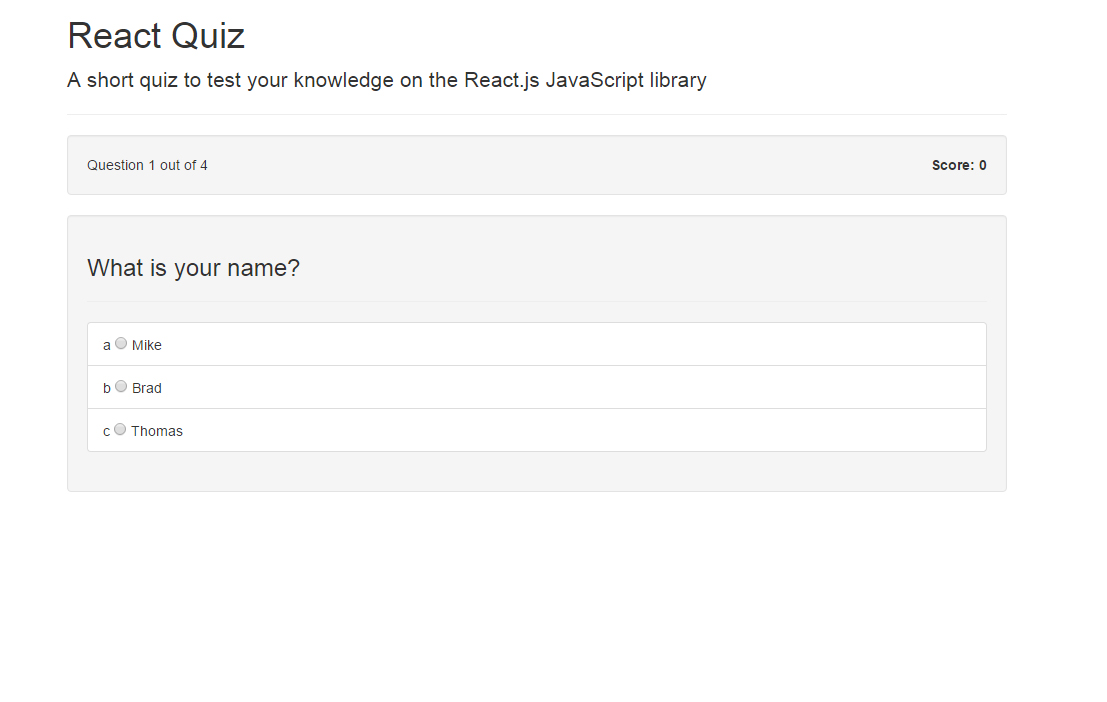 React Quiz
A short quiz to test your knowledge on the React.js JavaScript library
Question 1 out of 4
Score: 0
What is your name?
a Mike
b Brad
c Thomas